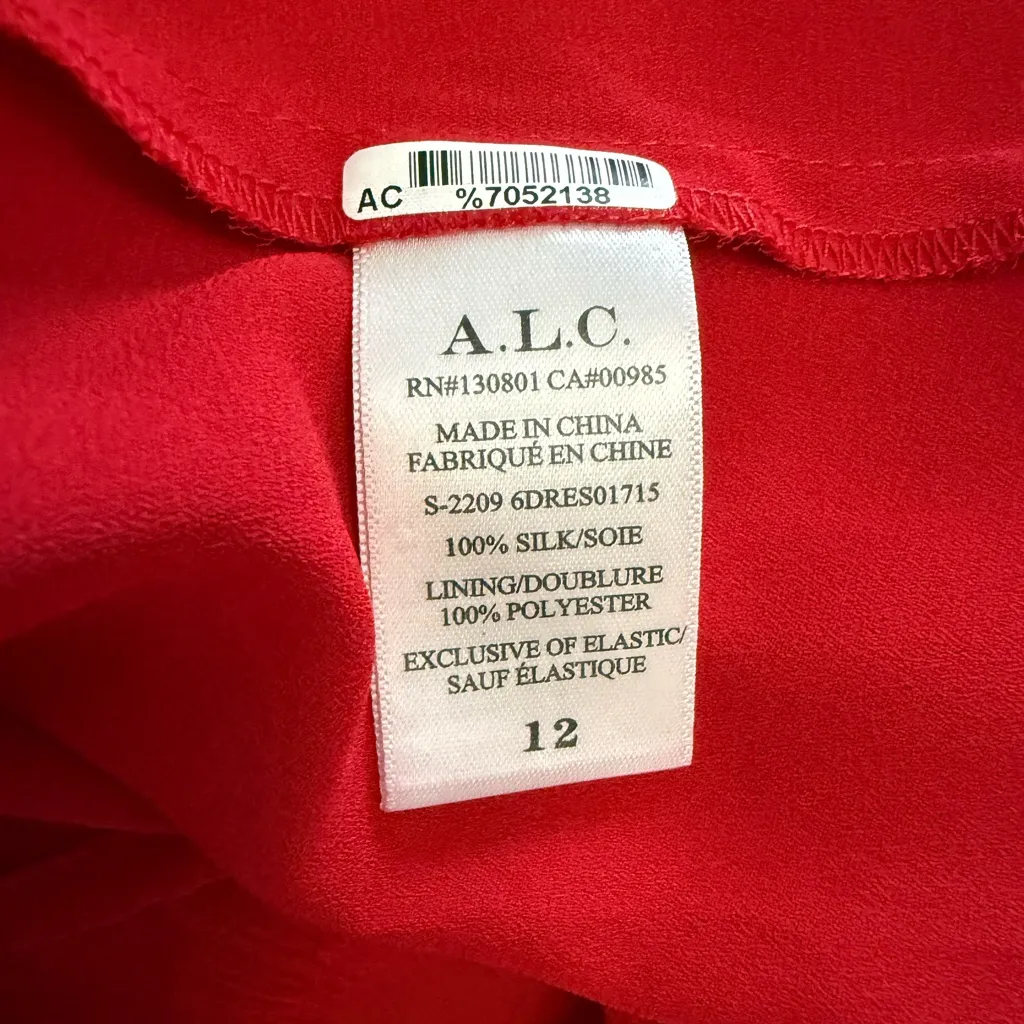 AC %7052138
A.L.C.
RN#130801 CA#00985
MADE IN CHINA
FABRIQUÉ EN CHINE
S-2209 6DRES01715
100% SILK/SOIE
LINING/DOUBLURE
100% POLYESTER
EXCLUSIVE OF ELASTIC/
SAUF ÉLASTIQUE
12